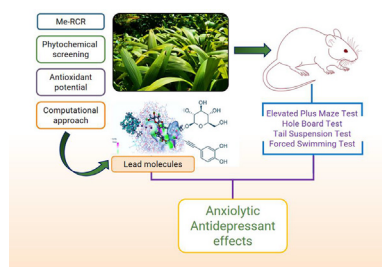 Me-RCR
Phytochemical
screening
Antioxidant
potential
Computational
approach
Lead molecules
Elevated Plus Maze Test
Hole Board Test
Tail Suspension Test
Forced Swimming Test
Anxiolytic
Antidepressant
effects